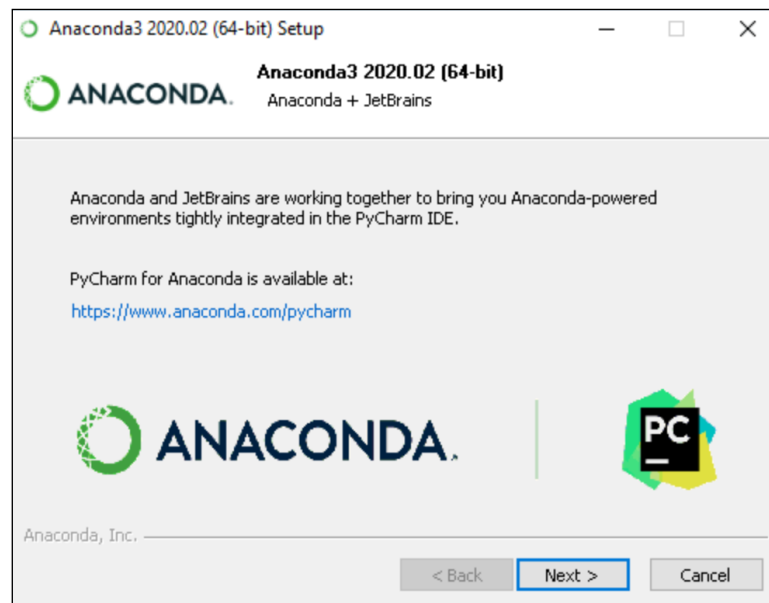 Anaconda3 2020.02 (64-bit) Setup
ANACONDA.
Anaconda3 2020.02 (64-bit)
Anaconda + JetBrains
Anaconda and JetBrains are working together to bring you Anaconda-powered
environments tightly integrated in the PyCharm IDE.
PyCharm for Anaconda is available at:
https://www.anaconda.com/pycharm
ANACONDA.
PC
Anaconda, Inc.
< Back Next > Cancel